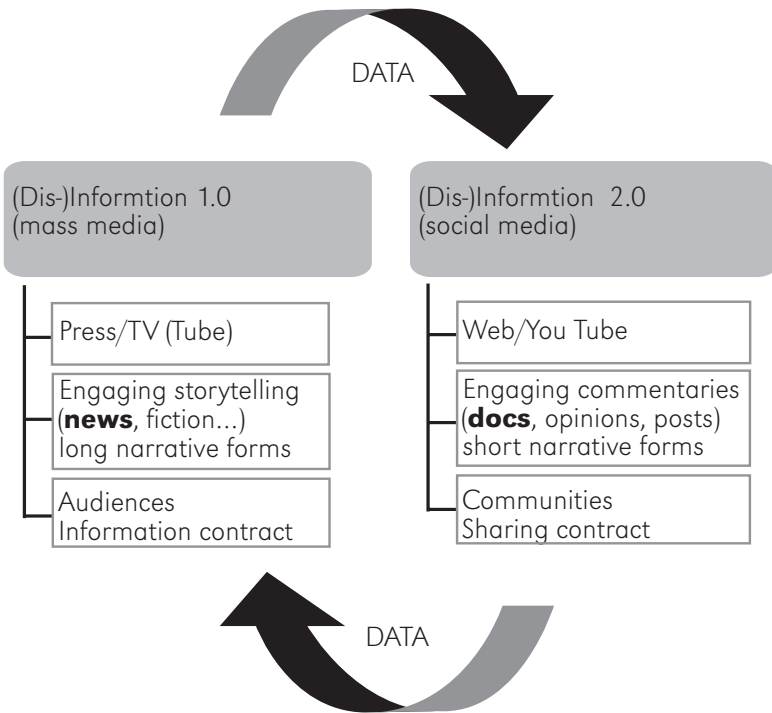 DATA
(Dis-)Informtion 1.0
(mass media)
Press/TV (Tube)
Engaging storytelling
(news, fiction...)
long narrative forms
Audiences
Information contract
(Dis-)Informtion 2.0
(social media)
Web/You Tube
Engaging commentaries
(docs, opinions, posts)
short narrative forms
Communities
Sharing contract
DATA